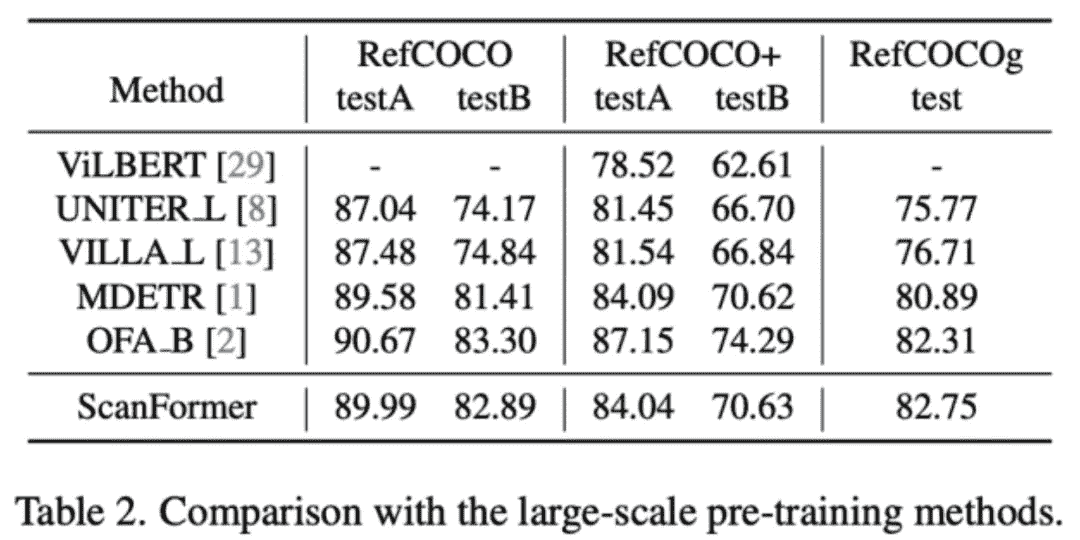 Method RefCOCO RefCOCO+ RefCOCOg
testA testB testA testB test
ViLBERT [29] - - 78.52 62.61 -
UNITER_L [8] 87.04 74.17 81.45 66.70 75.77
VILLA_L [13] 87.48 74.84 81.54 66.84 76.71
MDETR [1] 89.58 81.41 84.09 70.62 80.89
OFA_B [2] 90.67 83.30 87.15 74.29 82.31
ScanFormer 89.99 82.89 84.04 70.63 82.75
Table 2. Comparison with the large-scale pre-training methods.